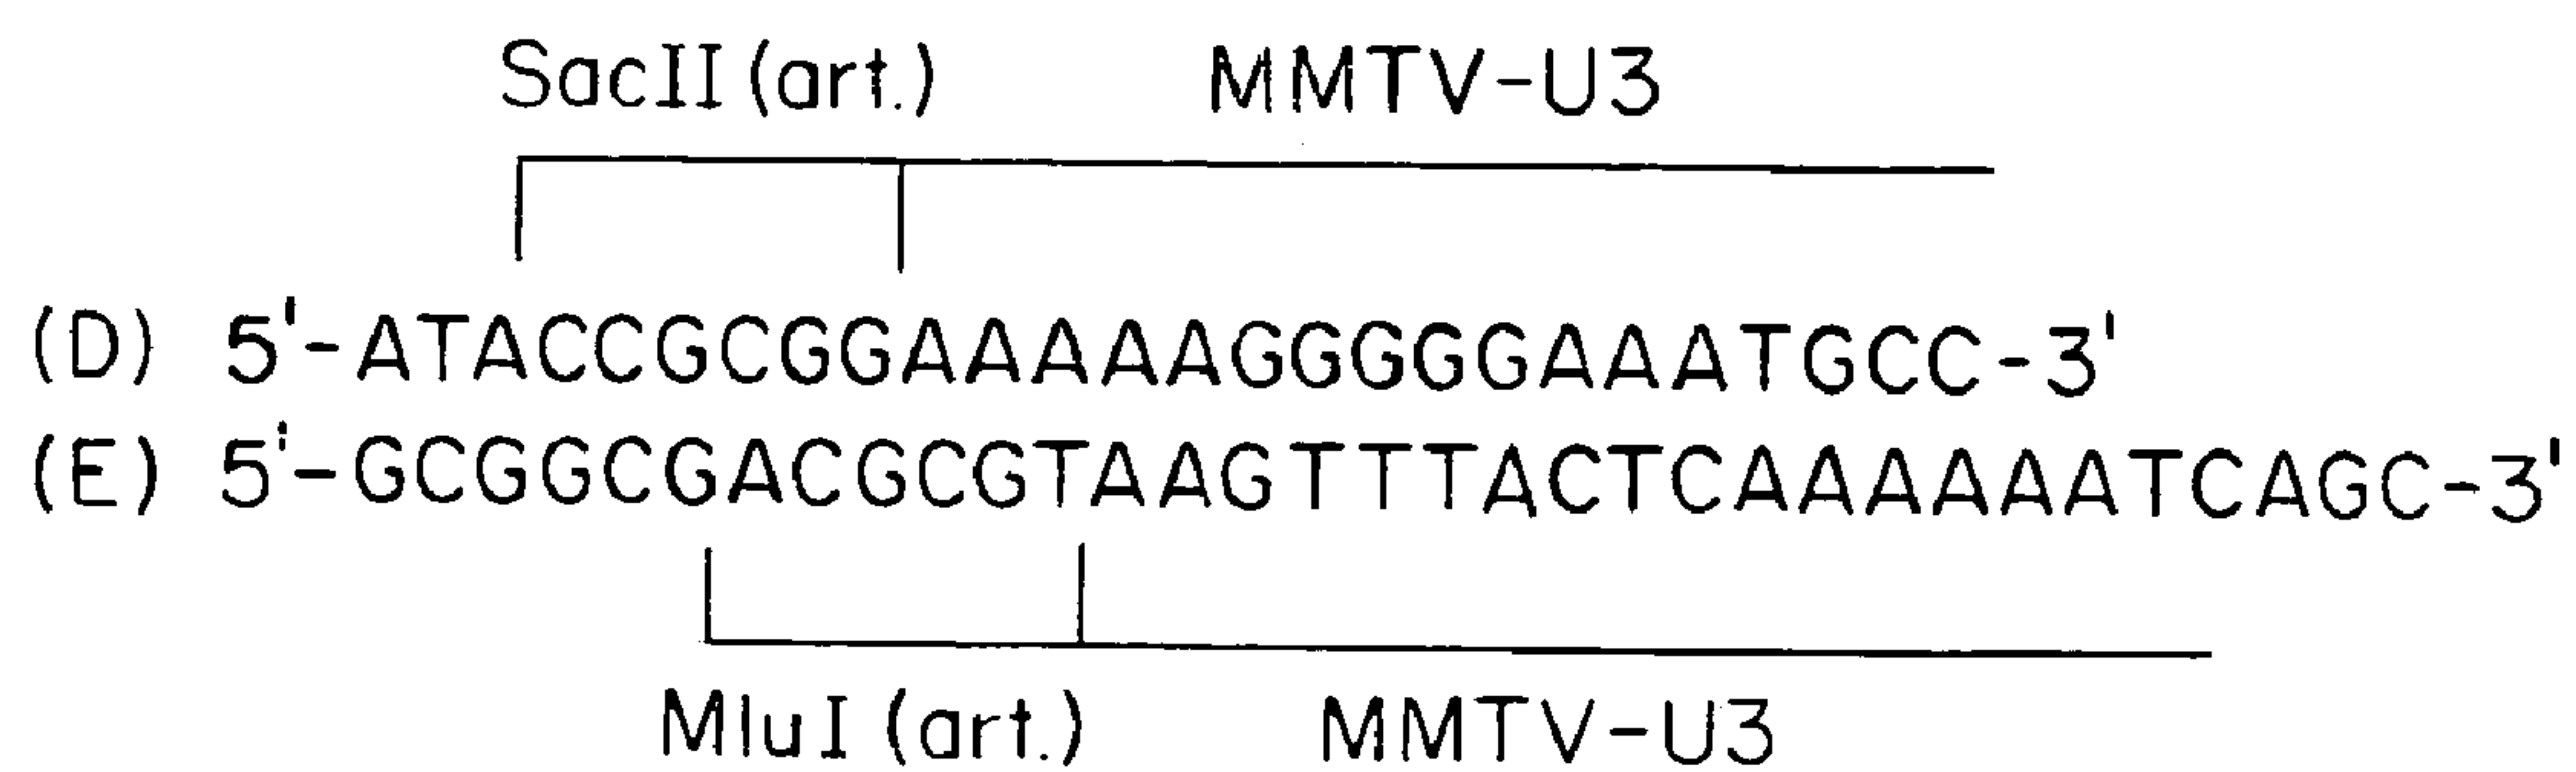 SacII (art.) MMTV-U3
(D) 5'-ATACCGCGGAAAAAGGGGGAAATGCC-3'
(E) 5'-GCGGCGACGCGTAAGTTTACTCAAAAAATCAGC-3'
MluI (art.) MMTV-U3